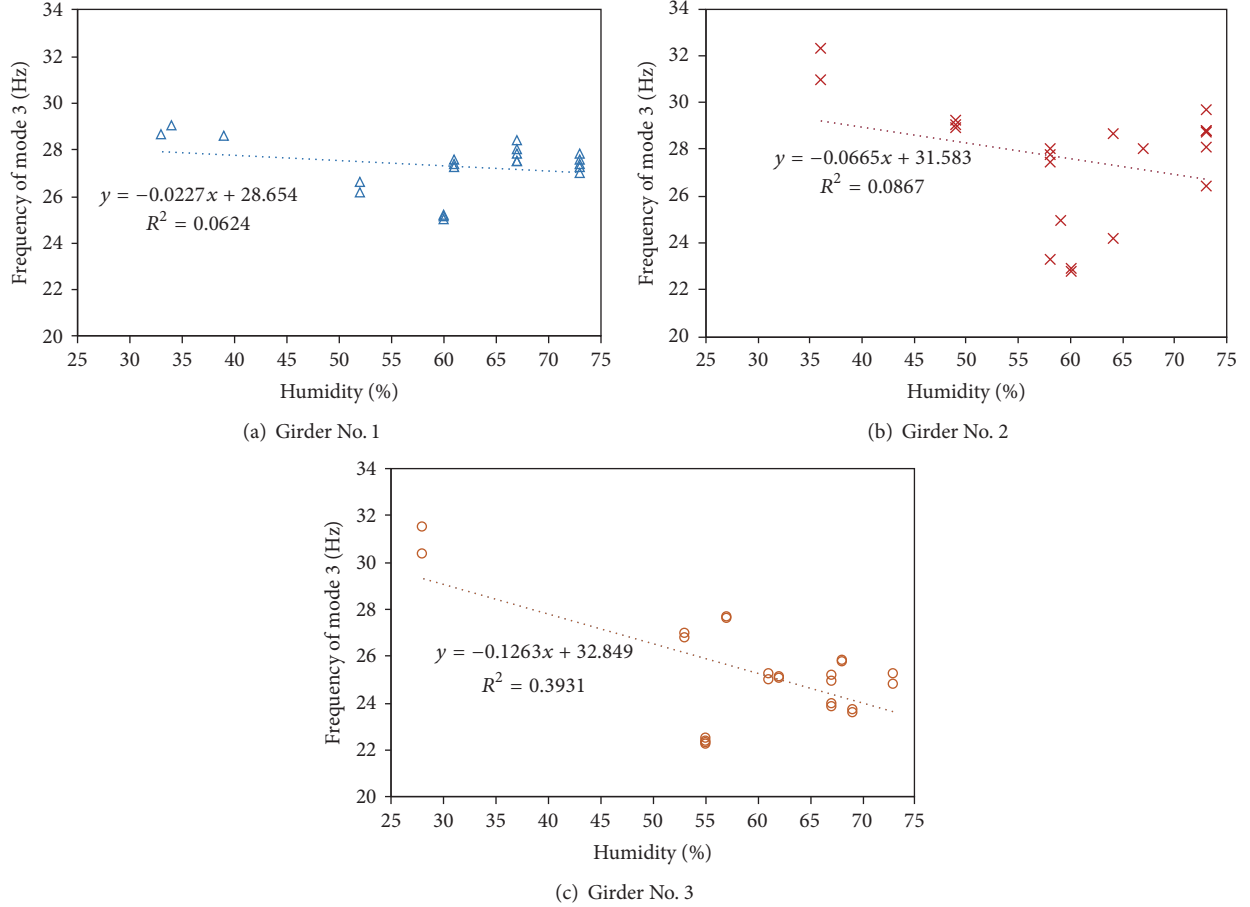 34
32
30
28
26
24
22
20
Frequency of mode 3 (Hz)
y = −0.0227x + 28.654
R² = 0.0624
25 30 35 40 45 50 55 60 65 70 75
Humidity (%)
(a) Girder No. 1
34
32
30
28
26
24
22
20
Frequency of mode 3 (Hz)
y = −0.0665x + 31.583
R² = 0.0867
25 30 35 40 45 50 55 60 65 70 75
Humidity (%)
(b) Girder No. 2
34
32
30
28
26
24
22
20
Frequency of mode 3 (Hz)
y = −0.1263x + 32.849
R² = 0.3931
25 30 35 40 45 50 55 60 65 70 75
Humidity (%)
(c) Girder No. 3